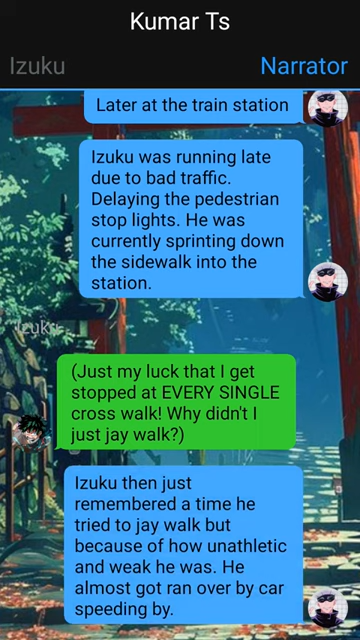 Kumar Ts
Izuku
Narrator
Later at the train station
Izuku was running late
due to bad traffic.
Delaying the pedestrian
stop lights. He was
currently sprinting down
the sidewalk into the
station.
Izuku
(Just my luck that I get
stopped at EVERY SINGLE
cross walk! Why didn't I
just jay walk?)
Izuku then just
remembered a time he
tried to jay walk but
because of how unathletic
and weak he was. He
almost got ran over by car
speeding by.